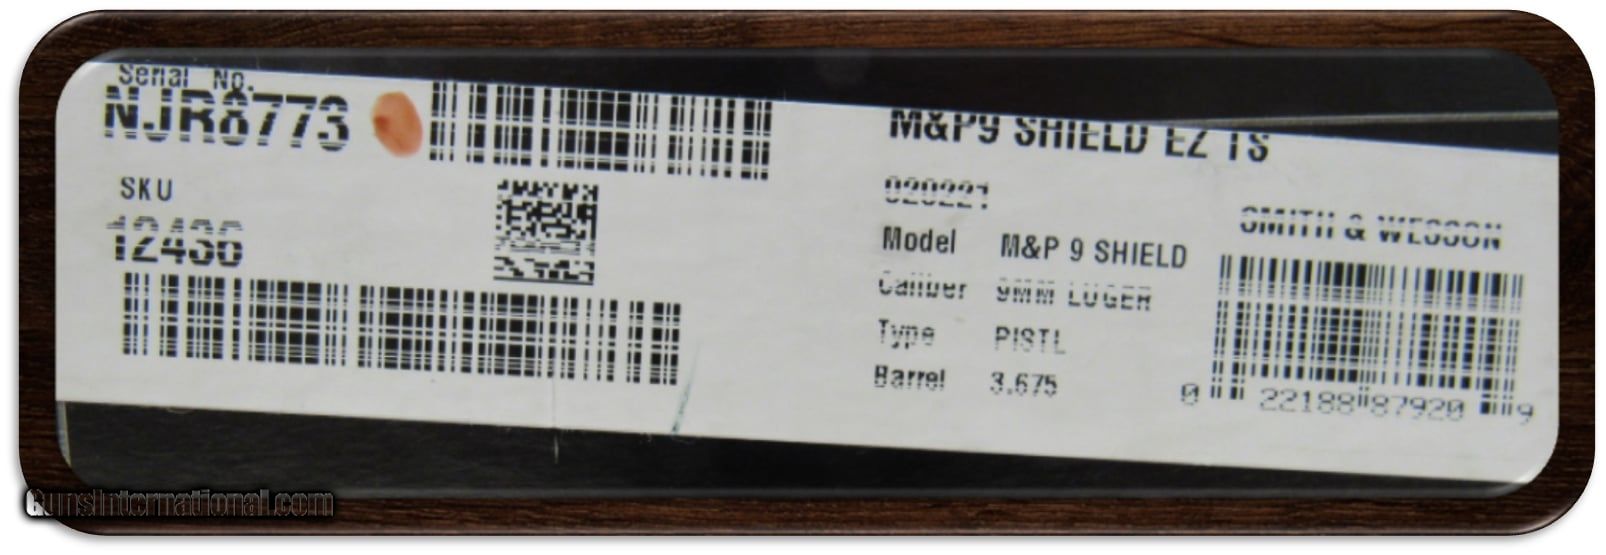 Serial No.
NJR8773
SKU
12436
M&P9 SHIELD EZ TS
020221
Model M&P 9 SHIELD
Caliber 9MM LUGER
Type PISTL
Barrel 3.675
SMITH & WESSON
0 22188 87920 9
GunsInternational.com